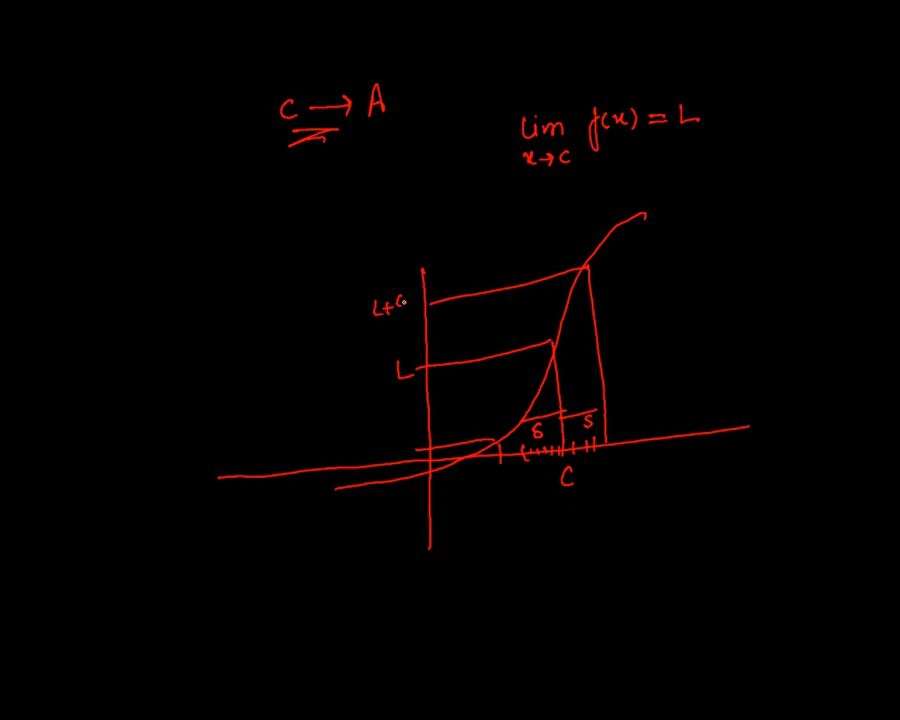 c → A
lim f(x) = L
x→c
L+
L
δ δ
C